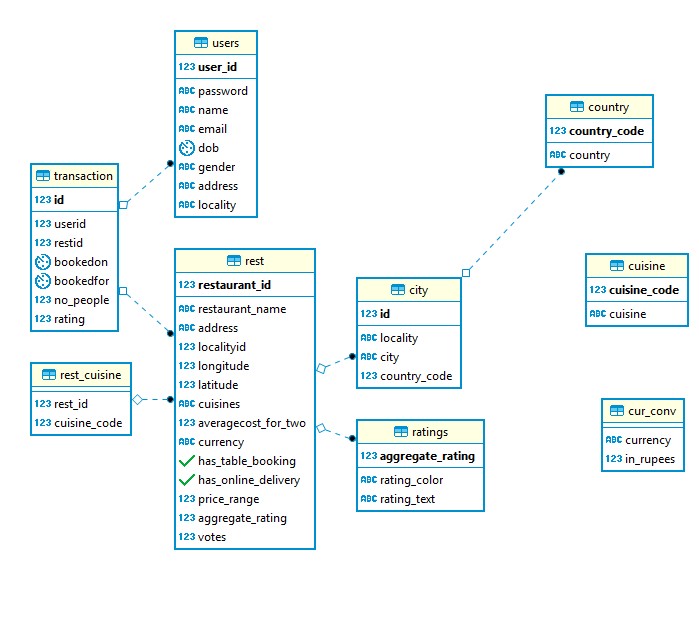 users
123 user_id
ABC password
ABC name
ABC email
dob
ABC gender
ABC address
ABC locality
transaction
123 id
123 userid
123 restid
bookedon
bookedfor
123 no_people
123 rating
rest_cuisine
123 rest_id
123 cuisine_code
rest
123 restaurant_id
ABC restaurant_name
ABC address
123 localityid
123 longitude
123 latitude
ABC cuisines
123 averagecost_for_two
ABC currency
has_table_booking
has_online_delivery
123 price_range
123 aggregate_rating
123 votes
city
123 id
ABC locality
ABC city
123 country_code
ratings
123 aggregate_rating
ABC rating_color
ABC rating_text
country
123 country_code
ABC country
cuisine
123 cuisine_code
ABC cuisine
cur_conv
ABC currency
123 in_rupees